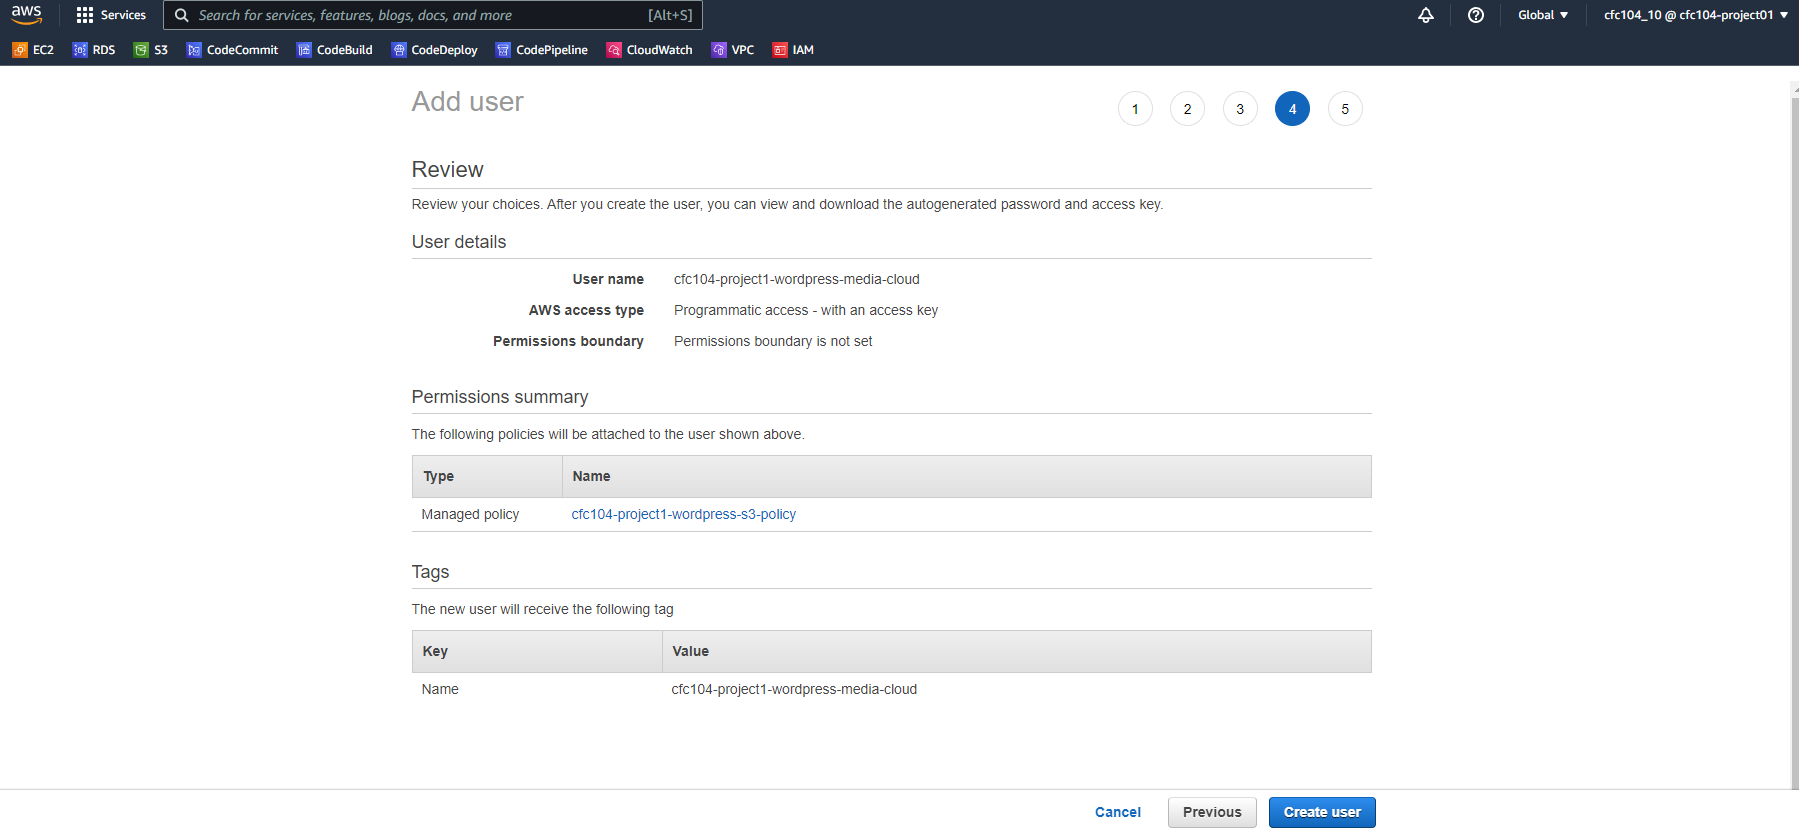 aws Services Search for services, features, blogs, docs, and more [Alt+S] Global cfc104_10 @ cfc104-project01
EC2 RDS S3 CodeCommit CodeBuild CodeDeploy CodePipeline CloudWatch VPC IAM
Add user 1 2 3 4 5
Review
Review your choices. After you create the user, you can view and download the autogenerated password and access key.
User details
User name cfc104-project1-wordpress-media-cloud
AWS access type Programmatic access - with an access key
Permissions boundary Permissions boundary is not set
Permissions summary
The following policies will be attached to the user shown above.
Type Name
Managed policy cfc104-project1-wordpress-s3-policy
Tags
The new user will receive the following tag
Key Value
Name cfc104-project1-wordpress-media-cloud
Cancel Previous Create user